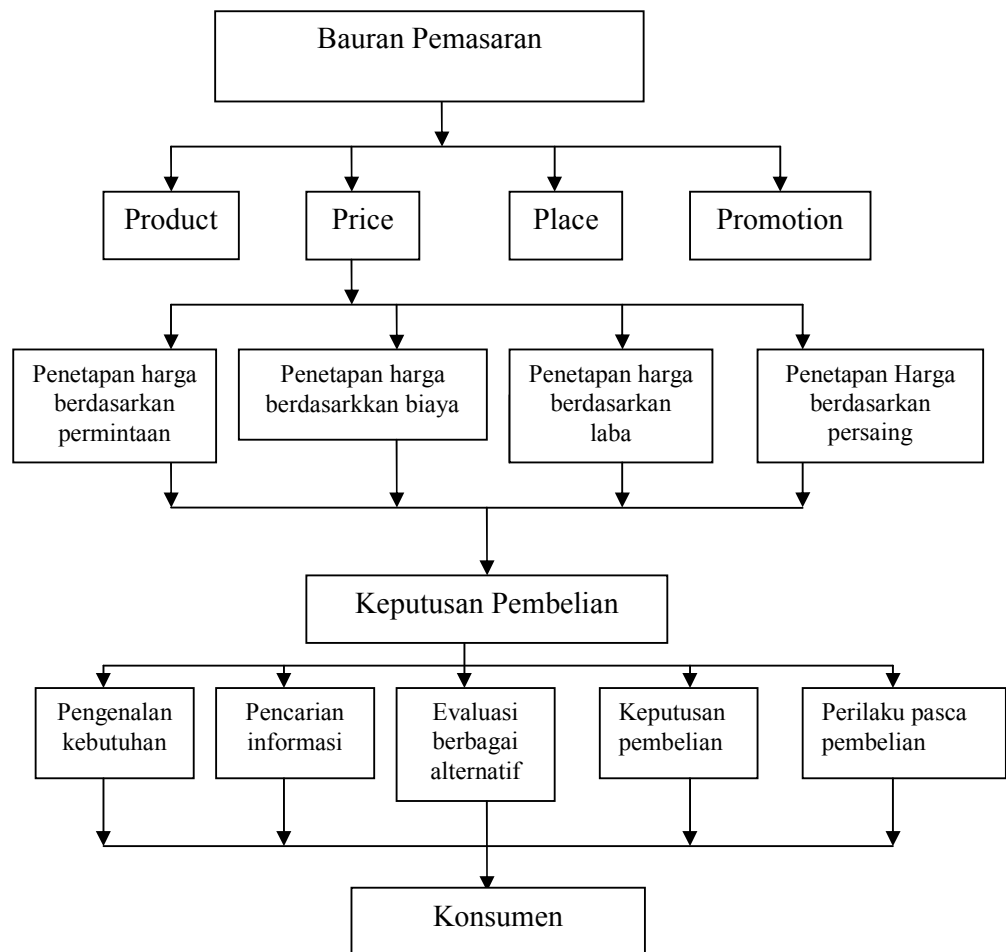 Bauran Pemasaran
Product
Price
Place
Promotion
Penetapan harga
berdasarkan
permintaan
Penetapan harga
berdasarkkan biaya
Penetapan harga
berdasarkan
laba
Penetapan Harga
berdasarkan
persaing
Keputusan Pembelian
Pengenalan
kebutuhan
Pencarian
informasi
Evaluasi
berbagai
alternatif
Keputusan
pembelian
Perilaku pasca
pembelian
Konsumen